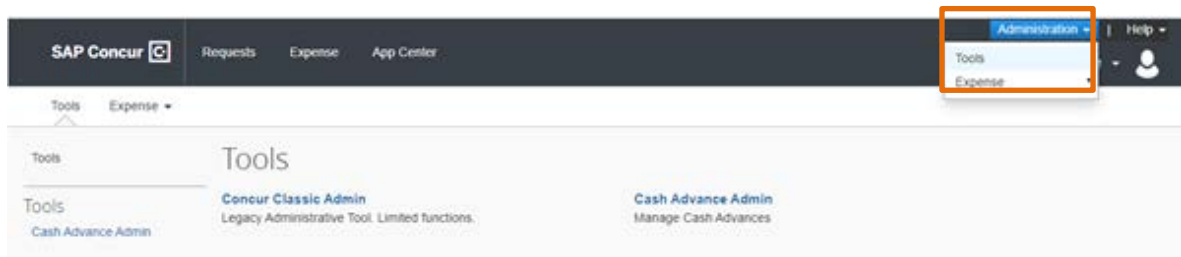 Administration | Help
SAP Concur C Requests Expense App Center
Tools
Expense
Tools Expense
Tools
Tools
Tools
Cash Advance Admin
Concur Classic Admin
Legacy Administrative Tool. Limited functions.
Cash Advance Admin
Manage Cash Advances